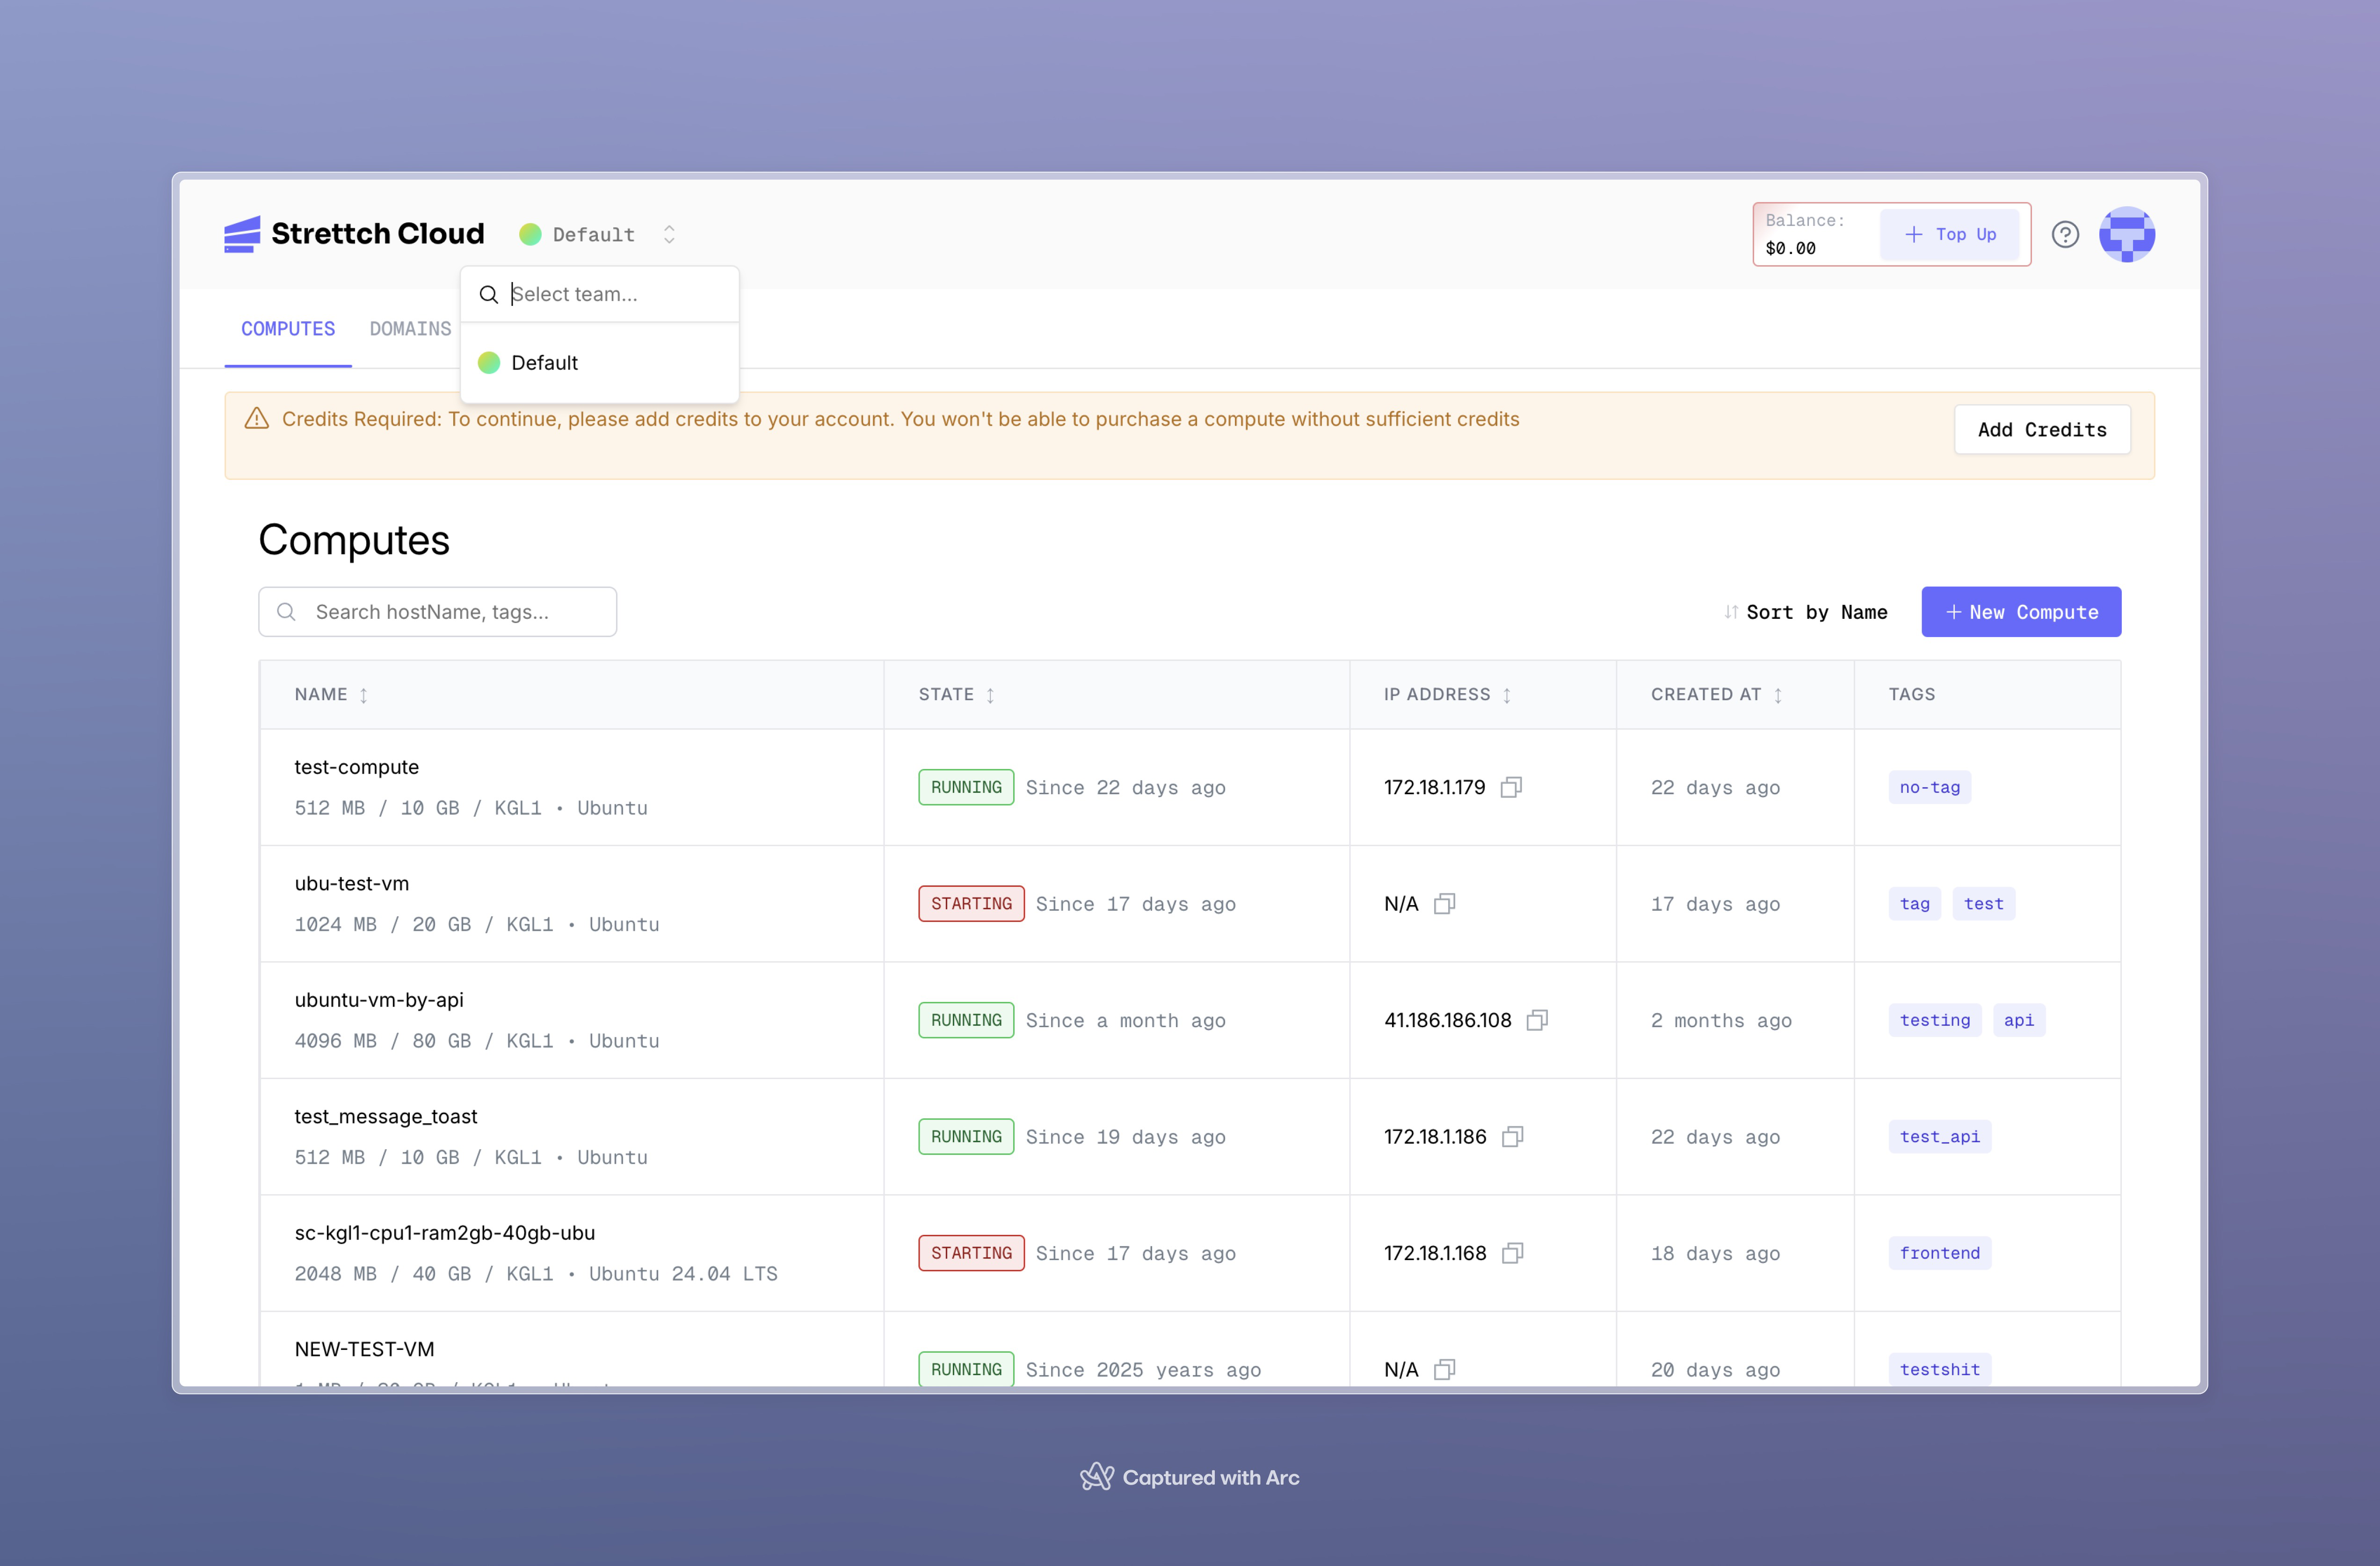 Strettch Cloud
Default
Balance:
$0.00
+ Top Up
Select team...
Default
COMPUTES
DOMAINS
Credits Required: To continue, please add credits to your account. You won't be able to purchase a compute without sufficient credits
Add Credits
Computes
Search hostName, tags...
Sort by Name
+ New Compute
NAME
STATE
IP ADDRESS
CREATED AT
TAGS
test-compute
512 MB / 10 GB / KGL1 • Ubuntu
RUNNING Since 22 days ago
172.18.1.179
22 days ago
no-tag
ubu-test-vm
1024 MB / 20 GB / KGL1 • Ubuntu
STARTING Since 17 days ago
N/A
17 days ago
tag test
ubuntu-vm-by-api
4096 MB / 80 GB / KGL1 • Ubuntu
RUNNING Since a month ago
41.186.186.108
2 months ago
testing api
test_message_toast
512 MB / 10 GB / KGL1 • Ubuntu
RUNNING Since 19 days ago
172.18.1.186
22 days ago
test_api
sc-kgl1-cpu1-ram2gb-40gb-ubu
2048 MB / 40 GB / KGL1 • Ubuntu 24.04 LTS
STARTING Since 17 days ago
172.18.1.168
18 days ago
frontend
NEW-TEST-VM
RUNNING Since 2025 years ago
N/A
20 days ago
testshit
Captured with Arc